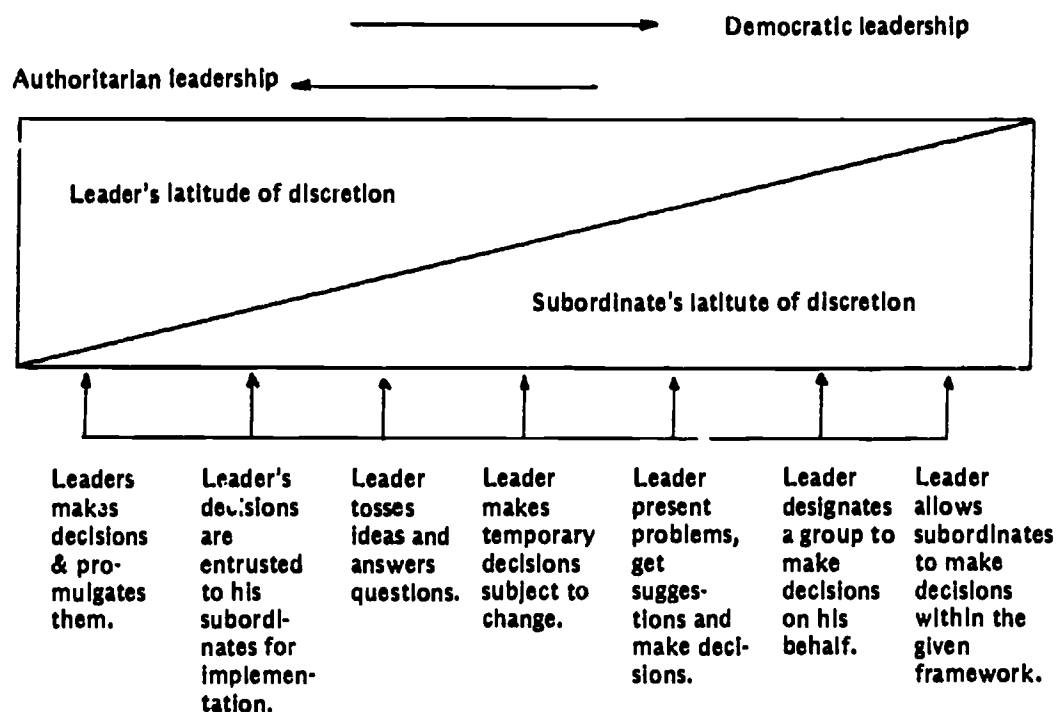 Democratic leadership
Authoritarian leadership
Leader's latitude of discretion
Subordinate's latitute of discretion
Leaders
makes
decisions
& pro-
mulgates
them.
Leader's
decisions
are
entrusted
to his
subordi-
nates for
implemen-
tation.
Leader
tosses
ideas and
answers
questions.
Leader
makes
temporary
decisions
subject to
change.
Leader
present
problems,
get
sugges-
tions and
make deci-
sions.
Leader
designates
a group to
make
decisions
on his
behalf.
Leader
allows
subordinates
to make
decisions
within the
given
framework.